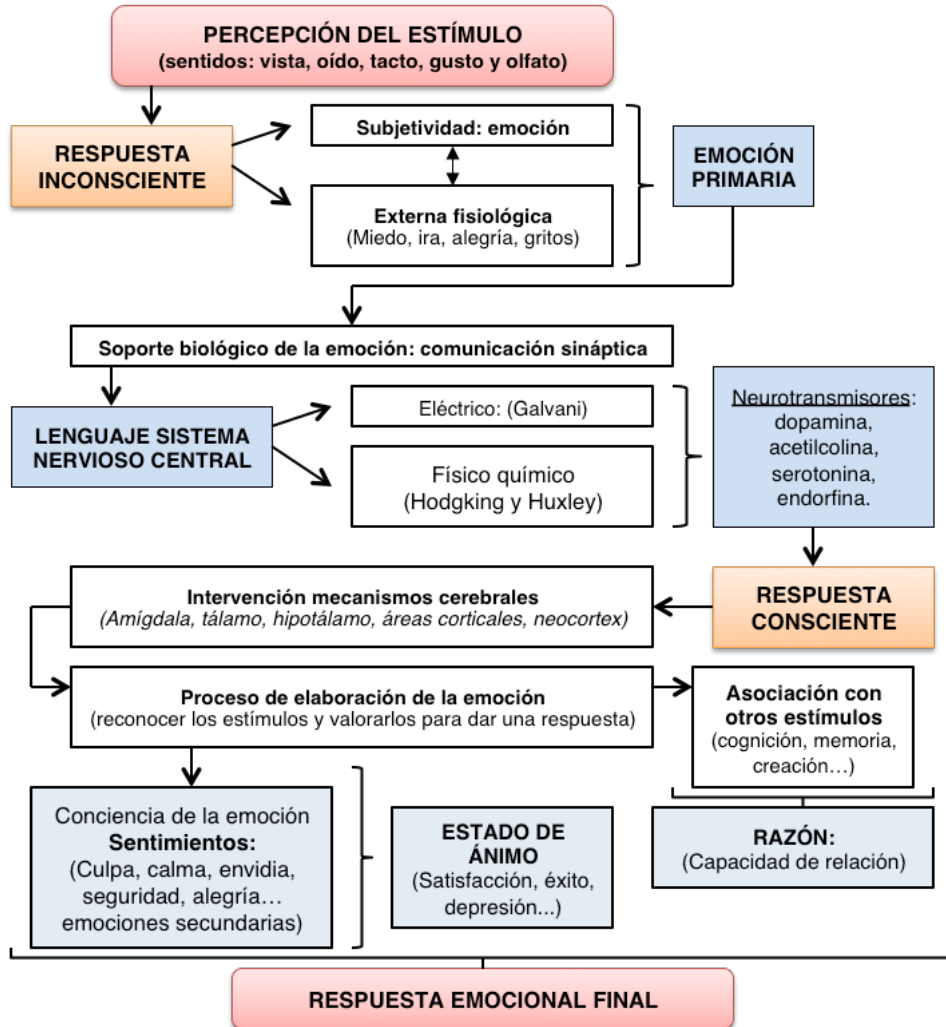 PERCEPCIÓN DEL ESTÍMULO
(sentidos: vista, oído, tacto, gusto y olfato)
RESPUESTA
INCONSCIENTE
Subjetividad: emoción
Externa fisiológica
(Miedo, ira, alegría, gritos)
EMOCIÓN
PRIMARIA
Soporte biológico de la emoción: comunicación sináptica
LENGUAJE SISTEMA
NERVIOSO CENTRAL
Eléctrico: (Galvani)
Físico químico
(Hodgking y Huxley)
Neurotransmisores:
dopamina,
acetilcolina,
serotonina,
endorfina.
RESPUESTA
CONSCIENTE
Intervención mecanismos cerebrales
(Amígdala, tálamo, hipotálamo, áreas corticales, neocortex)
Proceso de elaboración de la emoción
(reconocer los estímulos y valorarlos para dar una respuesta)
Asociación con
otros estímulos
(cognición, memoria,
creación…)
Conciencia de la emoción
Sentimientos:
(Culpa, calma, envidia,
seguridad, alegría…
emociones secundarias)
ESTADO DE
ÁNIMO
(Satisfacción, éxito,
depresión...)
RAZÓN:
(Capacidad de relación)
RESPUESTA EMOCIONAL FINAL